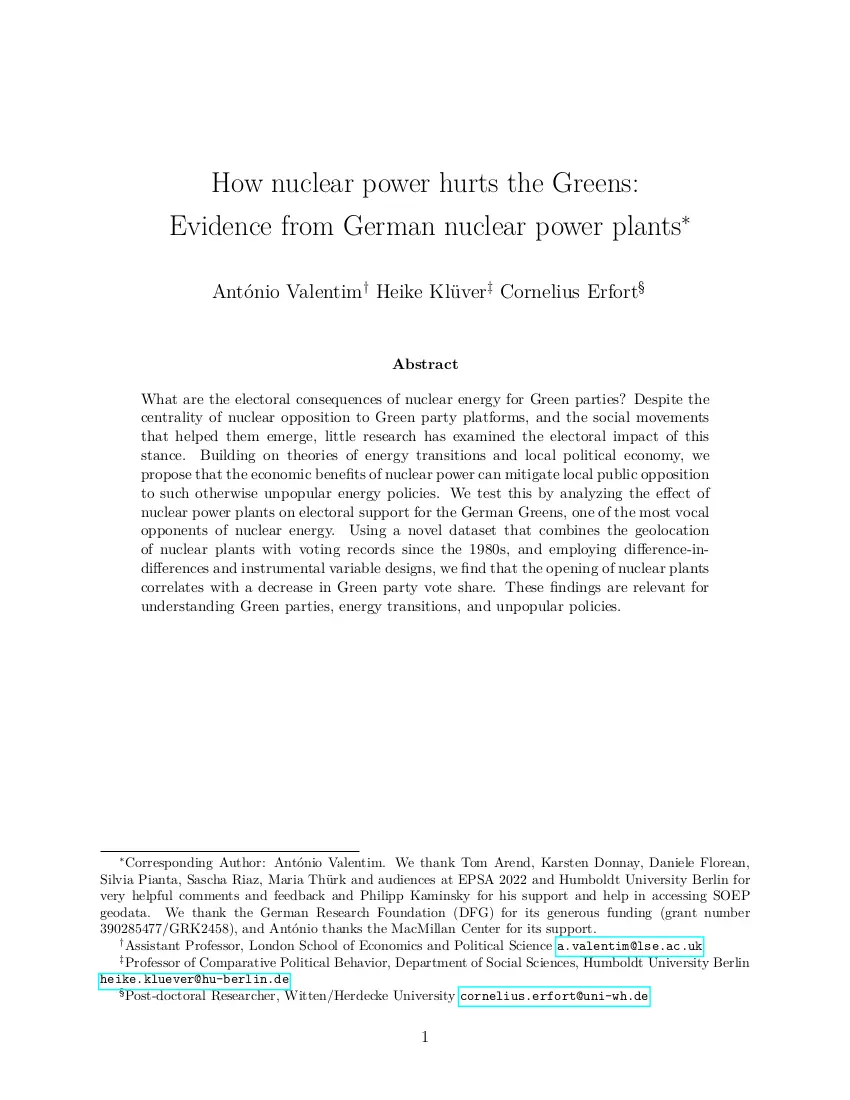 How nuclear power hurts the Greens:
Evidence from German nuclear power plants*
António Valentim† Heike Klüver‡ Cornelius Erfort§
Abstract
What are the electoral consequences of nuclear energy for Green parties? Despite the
centrality of nuclear opposition to Green party platforms, and the social movements
that helped them emerge, little research has examined the electoral impact of this
stance. Building on theories of energy transitions and local political economy, we
propose that the economic benefits of nuclear power can mitigate local public opposition
to such otherwise unpopular energy policies. We test this by analyzing the effect of
nuclear power plants on electoral support for the German Greens, one of the most vocal
opponents of nuclear energy. Using a novel dataset that combines the geolocation
of nuclear plants with voting records since the 1980s, and employing difference-in-
differences and instrumental variable designs, we find that the opening of nuclear plants
correlates with a decrease in Green party vote share. These findings are relevant for
understanding Green parties, energy transitions, and unpopular policies.
*Corresponding Author: António Valentim. We thank Tom Arend, Karsten Donnay, Daniele Florean,
Silvia Pianta, Sascha Riaz, Maria Thürk and audiences at EPSA 2022 and Humboldt University Berlin for
very helpful comments and feedback and Philipp Kaminsky for his support and help in accessing SOEP
geodata. We thank the German Research Foundation (DFG) for its generous funding (grant number
390285477/GRK2458), and António thanks the MacMillan Center for its support.
†Assistant Professor, London School of Economics and Political Science a.valentim@lse.ac.uk
‡Professor of Comparative Political Behavior, Department of Social Sciences, Humboldt University Berlin
heike.kluever@hu-berlin.de
§Post-doctoral Researcher, Witten/Herdecke University cornelius.erfort@uni-wh.de
1